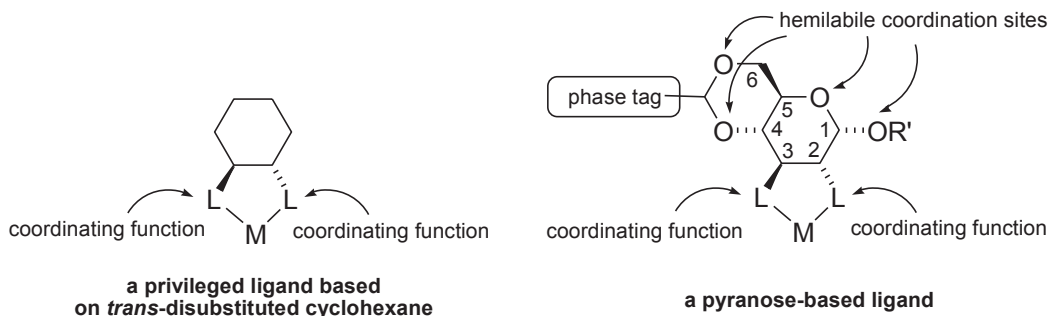 hemilabile coordination sites
O
6
phase tag
5
O
O
4
1
OR'
3
2
L
L
M
coordinating function
coordinating function
L
L
M
coordinating function
coordinating function
a privileged ligand based
on trans-disubstituted cyclohexane
a pyranose-based ligand